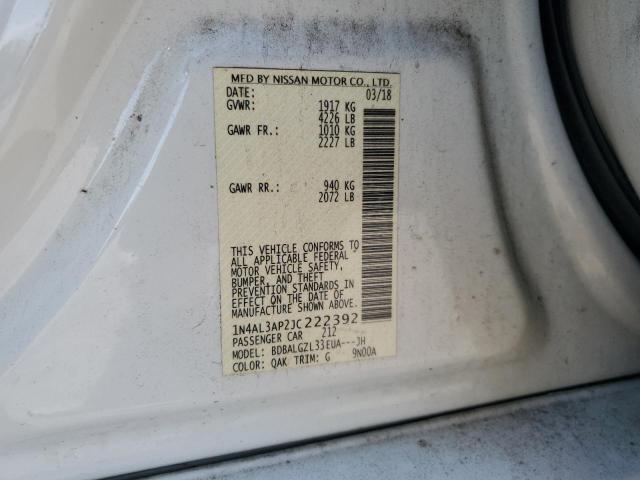 MFD BY NISSAN MOTOR CO., LTD.
DATE: 03/18
GVWR: 1917 KG
4226 LB
GAWR FR.: 1010 KG
2227 LB
GAWR RR.: 940 KG
2072 LB
THIS VEHICLE CONFORMS TO
ALL APPLICABLE FEDERAL
MOTOR VEHICLE SAFETY,
BUMPER, AND THEFT
PREVENTION STANDARDS IN
EFFECT ON THE DATE OF
MANUFACTURE SHOWN ABOVE.
1N4AL3AP2JC222392
PASSENGER CAR 212
MODEL: BDBALGZL33EUA---JH
COLOR: QAK TRIM: G 9N00A